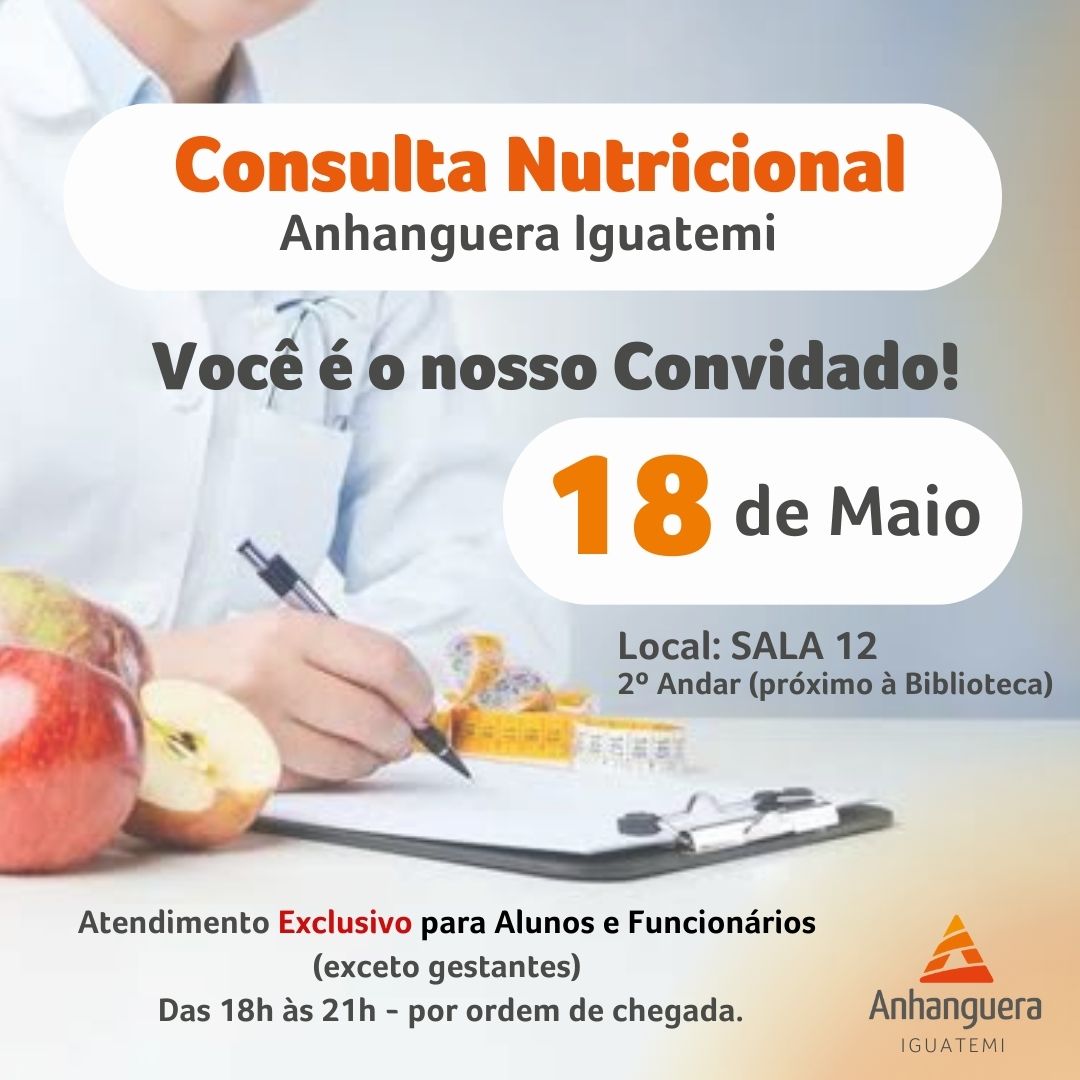 Consulta Nutricional
Anhanguera Iguatemi
Você é o nosso Convidado!
18 de Maio
Local: SALA 12
2º Andar (próximo à Biblioteca)
Atendimento Exclusivo para Alunos e Funcionários
(exceto gestantes)
Das 18h às 21h - por ordem de chegada.
Anhanguera
IGUATEMI